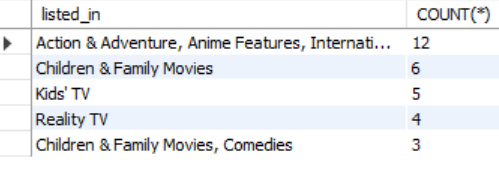 listed_in COUNT(*)
Action & Adventure, Anime Features, Internati... 12
Children & Family Movies 6
Kids' TV 5
Reality TV 4
Children & Family Movies, Comedies 3